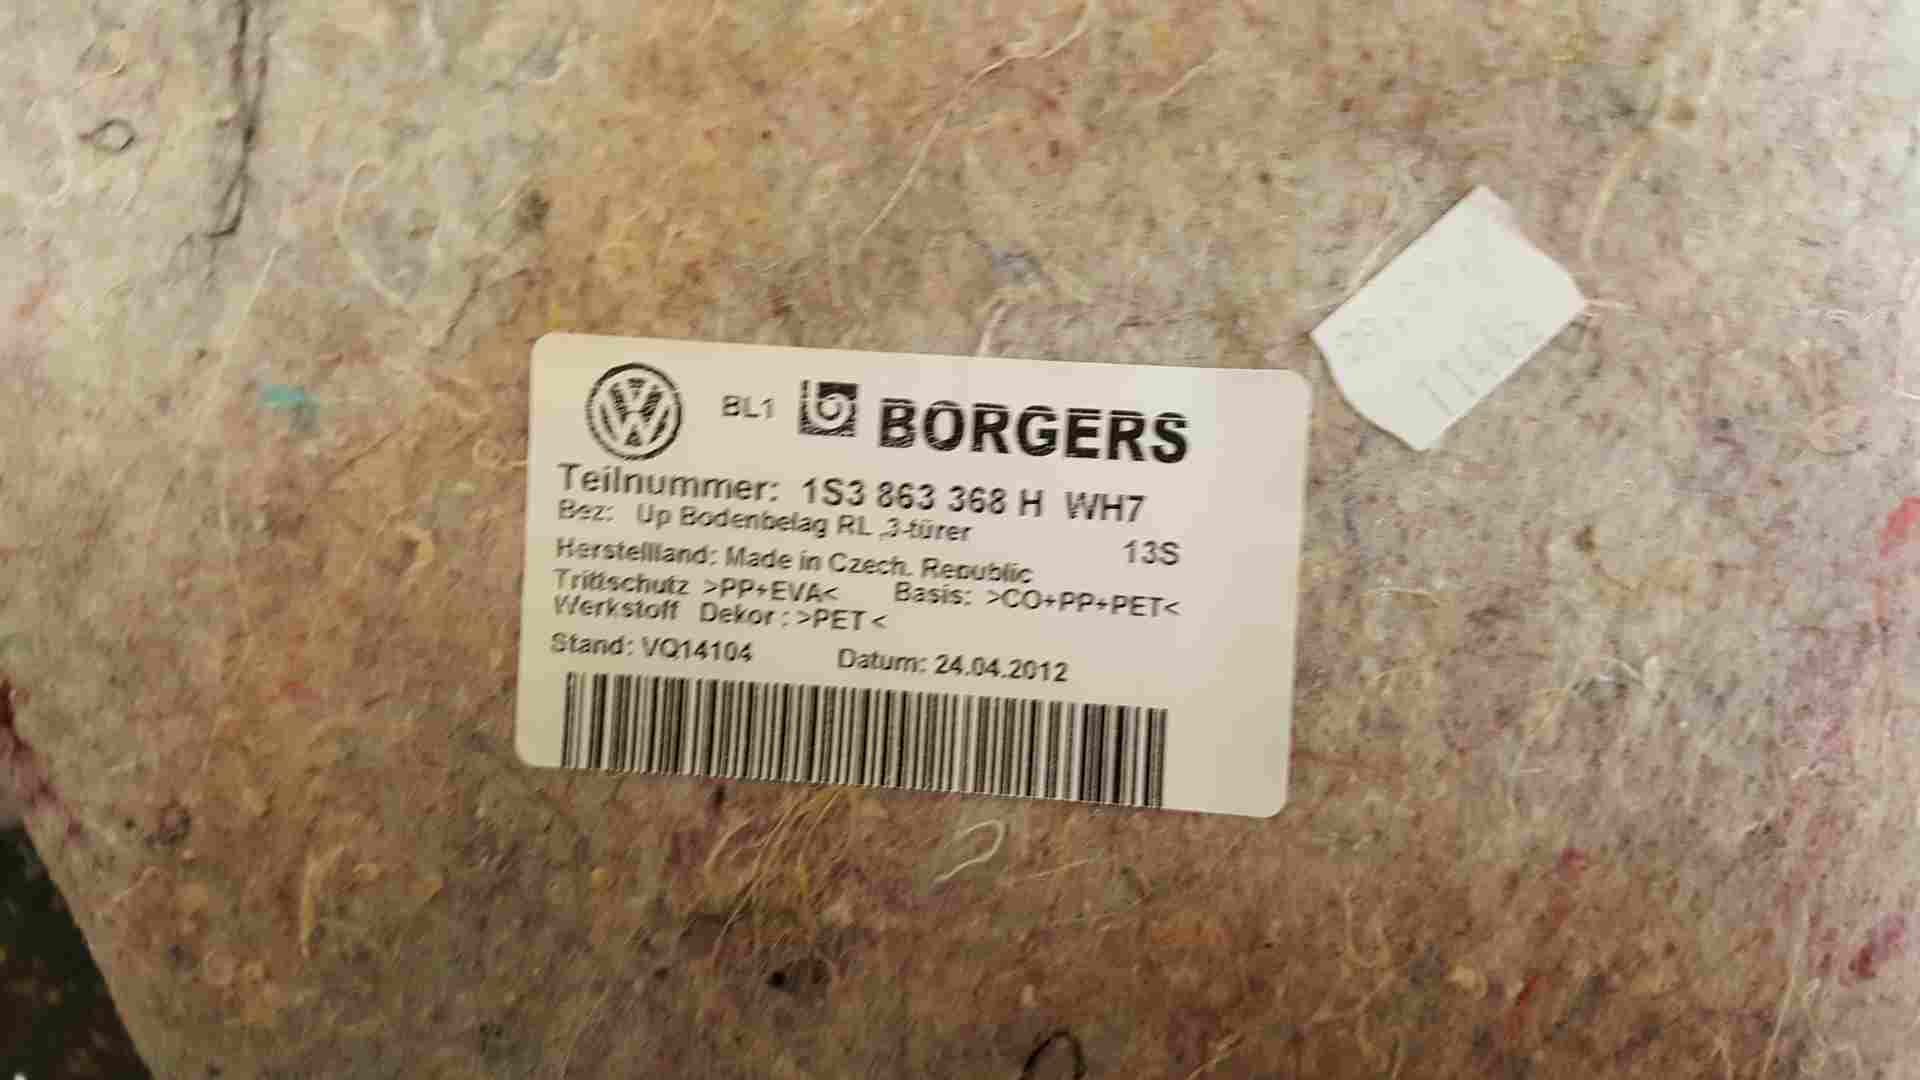 BL1 BORGERS
Teilnummer: 1S3 863 368 H WH7
Bez: Up Bodenbelag RL ,3-türer
13S
Herstellland: Made in Czech. Republic
Trittschutz >PP+EVA< Basis: >CO+PP+PET<
Werkstoff Dekor : >PET<
Stand: VQ14104 Datum: 24.04.2012